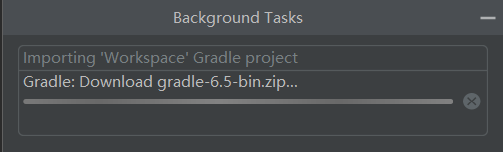 Background Tasks
Importing 'Workspace' Gradle project
Gradle: Download gradle-6.5-bin.zip...